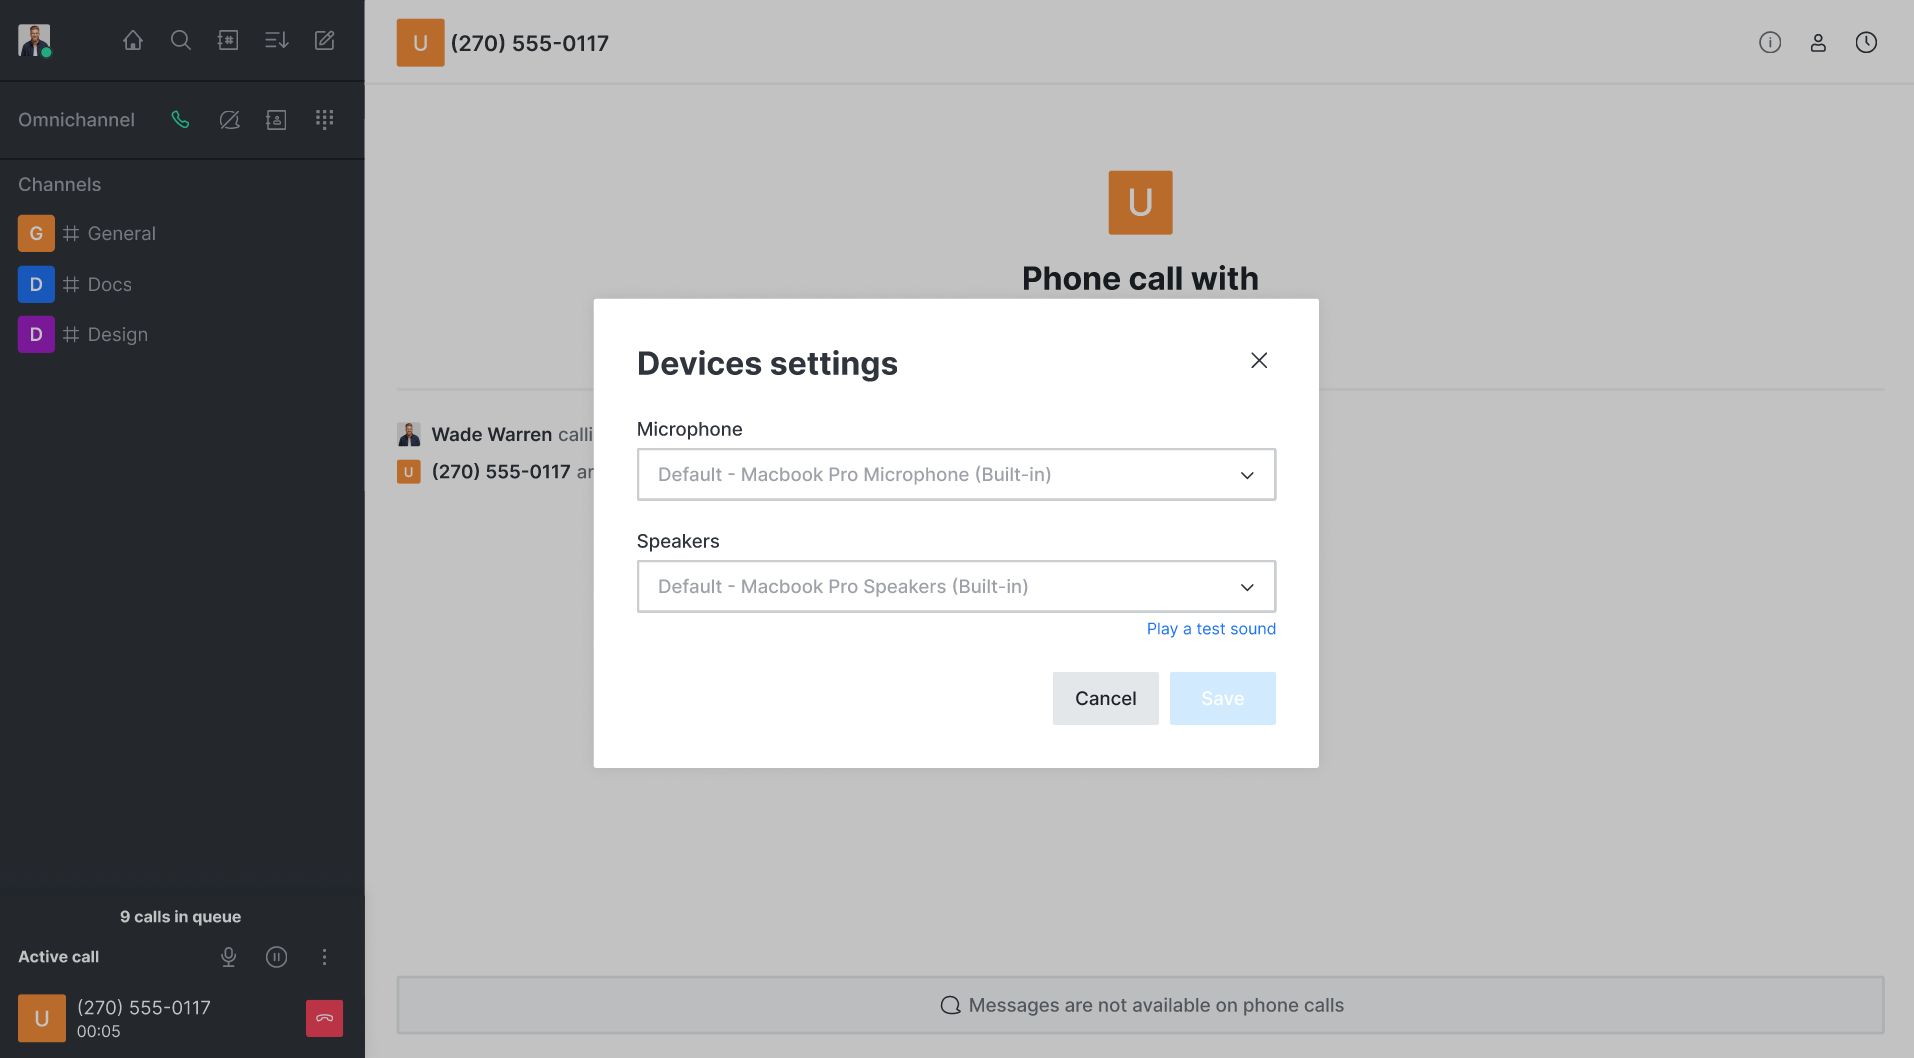 U (270) 555-0117
Omnichannel
Channels
G # General
D # Docs
D # Design
U
Phone call with
Wade Warren calli
U (270) 555-0117 ar
Devices settings
Microphone
Default - Macbook Pro Microphone (Built-in)
Speakers
Default - Macbook Pro Speakers (Built-in)
Play a test sound
Cancel Save
9 calls in queue
Active call
U (270) 555-0117
00:05
Messages are not available on phone calls